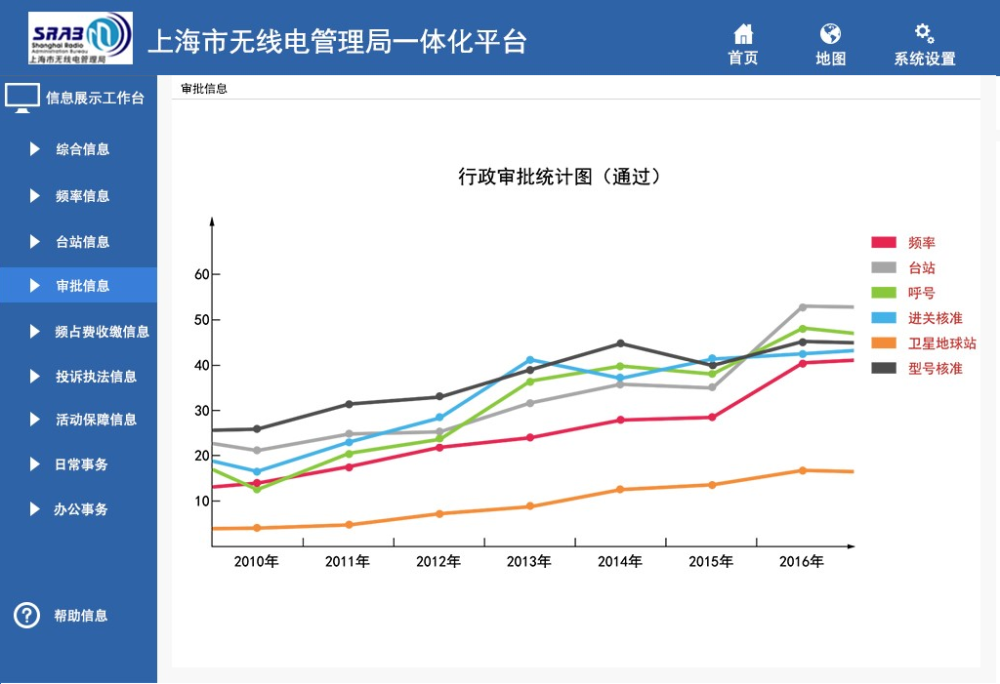 SRAB
Shanghai Radio
Administration Bureau
上海市无线电管理局
上海市无线电管理局一体化平台
首页
地图
系统设置
信息展示工作台
综合信息
频率信息
台站信息
审批信息
频占费收缴信息
投诉执法信息
活动保障信息
日常事务
办公事务
?
帮助信息
审批信息
行政审批统计图（通过）
60
50
40
30
20
10
2010年 2011年 2012年 2013年 2014年 2015年 2016年
频率
台站
呼号
进关核准
卫星地球站
型号核准